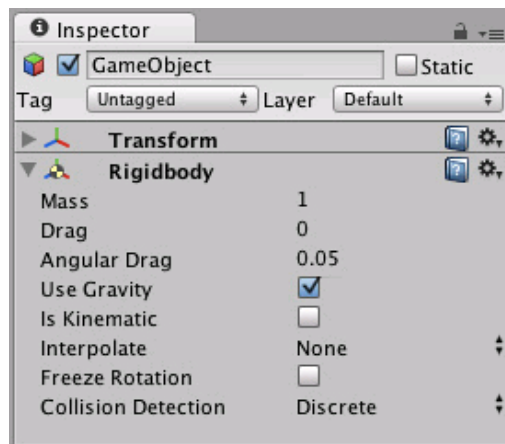 Inspector
GameObject Static
Tag Untagged Layer Default
Transform
Rigidbody
Mass 1
Drag 0
Angular Drag 0.05
Use Gravity
Is Kinematic
Interpolate None
Freeze Rotation
Collision Detection Discrete